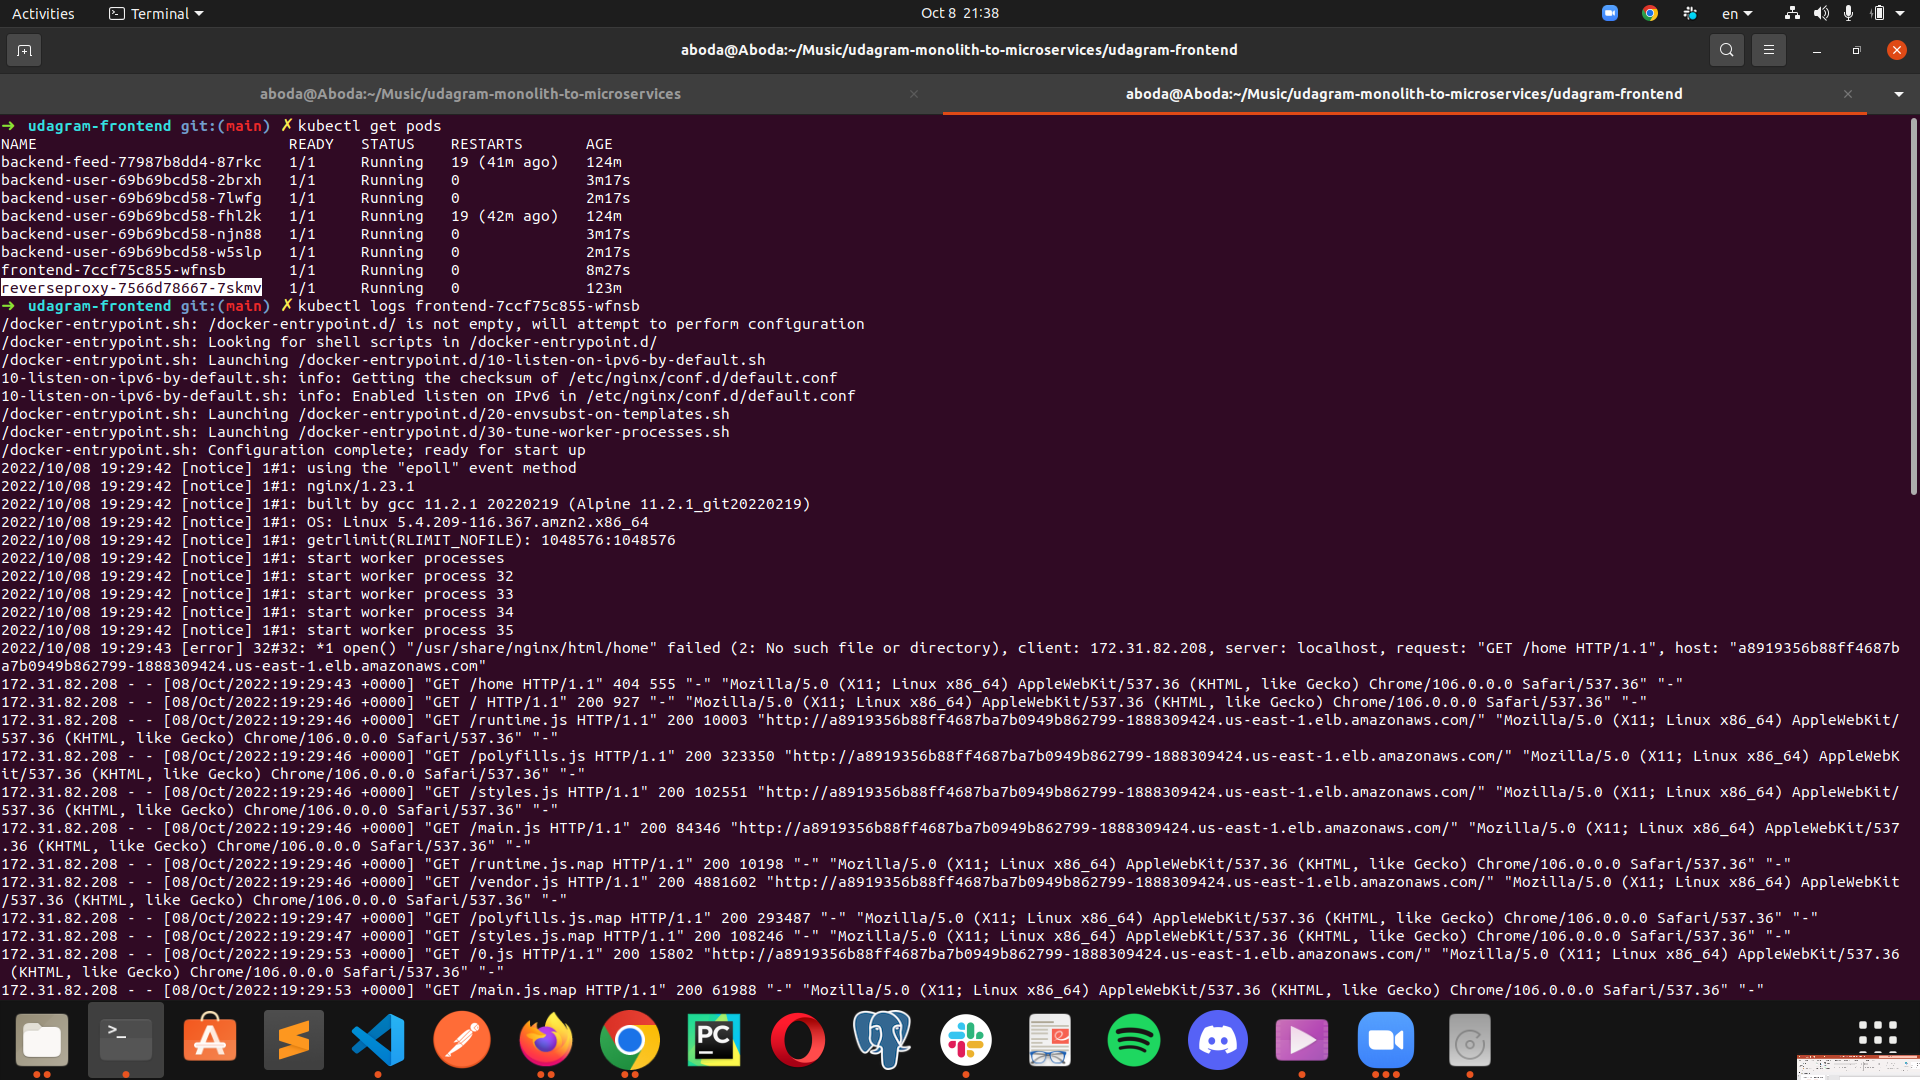 Activities Terminal Oct 8 21:38 en
aboda@Aboda:~/Music/udagram-monolith-to-microservices/udagram-frontend
aboda@Aboda:~/Music/udagram-monolith-to-microservices aboda@Aboda:~/Music/udagram-monolith-to-microservices/udagram-frontend
➜ udagram-frontend git:(main) ✗ kubectl get pods
NAME READY STATUS RESTARTS AGE
backend-feed-77987b8dd4-87rkc 1/1 Running 19 (41m ago) 124m
backend-user-69b69bcd58-2brxh 1/1 Running 0 3m17s
backend-user-69b69bcd58-7lwfg 1/1 Running 0 2m17s
backend-user-69b69bcd58-fhl2k 1/1 Running 19 (42m ago) 124m
backend-user-69b69bcd58-njn88 1/1 Running 0 3m17s
backend-user-69b69bcd58-w5slp 1/1 Running 0 2m17s
frontend-7ccf75c855-wfnsb 1/1 Running 0 8m27s
reverseproxy-7566d78667-7skmv 1/1 Running 0 123m
➜ udagram-frontend git:(main) ✗ kubectl logs frontend-7ccf75c855-wfnsb
/docker-entrypoint.sh: /docker-entrypoint.d/ is not empty, will attempt to perform configuration
/docker-entrypoint.sh: Looking for shell scripts in /docker-entrypoint.d/
/docker-entrypoint.sh: Launching /docker-entrypoint.d/10-listen-on-ipv6-by-default.sh
10-listen-on-ipv6-by-default.sh: info: Getting the checksum of /etc/nginx/conf.d/default.conf
10-listen-on-ipv6-by-default.sh: info: Enabled listen on IPv6 in /etc/nginx/conf.d/default.conf
/docker-entrypoint.sh: Launching /docker-entrypoint.d/20-envsubst-on-templates.sh
/docker-entrypoint.sh: Launching /docker-entrypoint.d/30-tune-worker-processes.sh
/docker-entrypoint.sh: Configuration complete; ready for start up
2022/10/08 19:29:42 [notice] 1#1: using the "epoll" event method
2022/10/08 19:29:42 [notice] 1#1: nginx/1.23.1
2022/10/08 19:29:42 [notice] 1#1: built by gcc 11.2.1 20220219 (Alpine 11.2.1_git20220219)
2022/10/08 19:29:42 [notice] 1#1: OS: Linux 5.4.209-116.367.amzn2.x86_64
2022/10/08 19:29:42 [notice] 1#1: getrlimit(RLIMIT_NOFILE): 1048576:1048576
2022/10/08 19:29:42 [notice] 1#1: start worker processes
2022/10/08 19:29:42 [notice] 1#1: start worker process 32
2022/10/08 19:29:42 [notice] 1#1: start worker process 33
2022/10/08 19:29:42 [notice] 1#1: start worker process 34
2022/10/08 19:29:42 [notice] 1#1: start worker process 35
2022/10/08 19:29:43 [error] 32#32: *1 open() "/usr/share/nginx/html/home" failed (2: No such file or directory), client: 172.31.82.208, server: localhost, request: "GET /home HTTP/1.1", host: "a8919356b88ff4687b
a7b0949b862799-1888309424.us-east-1.elb.amazonaws.com"
172.31.82.208 - - [08/Oct/2022:19:29:43 +0000] "GET /home HTTP/1.1" 404 555 "-" "Mozilla/5.0 (X11; Linux x86_64) AppleWebKit/537.36 (KHTML, like Gecko) Chrome/106.0.0.0 Safari/537.36" "-"
172.31.82.208 - - [08/Oct/2022:19:29:46 +0000] "GET / HTTP/1.1" 200 927 "-" "Mozilla/5.0 (X11; Linux x86_64) AppleWebKit/537.36 (KHTML, like Gecko) Chrome/106.0.0.0 Safari/537.36" "-"
172.31.82.208 - - [08/Oct/2022:19:29:46 +0000] "GET /runtime.js HTTP/1.1" 200 10003 "http://a8919356b88ff4687ba7b0949b862799-1888309424.us-east-1.elb.amazonaws.com/" "Mozilla/5.0 (X11; Linux x86_64) AppleWebKit/
537.36 (KHTML, like Gecko) Chrome/106.0.0.0 Safari/537.36" "-"
172.31.82.208 - - [08/Oct/2022:19:29:46 +0000] "GET /polyfills.js HTTP/1.1" 200 323350 "http://a8919356b88ff4687ba7b0949b862799-1888309424.us-east-1.elb.amazonaws.com/" "Mozilla/5.0 (X11; Linux x86_64) AppleWebK
it/537.36 (KHTML, like Gecko) Chrome/106.0.0.0 Safari/537.36" "-"
172.31.82.208 - - [08/Oct/2022:19:29:46 +0000] "GET /styles.js HTTP/1.1" 200 102551 "http://a8919356b88ff4687ba7b0949b862799-1888309424.us-east-1.elb.amazonaws.com/" "Mozilla/5.0 (X11; Linux x86_64) AppleWebKit/
537.36 (KHTML, like Gecko) Chrome/106.0.0.0 Safari/537.36" "-"
172.31.82.208 - - [08/Oct/2022:19:29:46 +0000] "GET /main.js HTTP/1.1" 200 84346 "http://a8919356b88ff4687ba7b0949b862799-1888309424.us-east-1.elb.amazonaws.com/" "Mozilla/5.0 (X11; Linux x86_64) AppleWebKit/537
.36 (KHTML, like Gecko) Chrome/106.0.0.0 Safari/537.36" "-"
172.31.82.208 - - [08/Oct/2022:19:29:46 +0000] "GET /runtime.js.map HTTP/1.1" 200 10198 "-" "Mozilla/5.0 (X11; Linux x86_64) AppleWebKit/537.36 (KHTML, like Gecko) Chrome/106.0.0.0 Safari/537.36" "-"
172.31.82.208 - - [08/Oct/2022:19:29:46 +0000] "GET /vendor.js HTTP/1.1" 200 4881602 "http://a8919356b88ff4687ba7b0949b862799-1888309424.us-east-1.elb.amazonaws.com/" "Mozilla/5.0 (X11; Linux x86_64) AppleWebKit
/537.36 (KHTML, like Gecko) Chrome/106.0.0.0 Safari/537.36" "-"
172.31.82.208 - - [08/Oct/2022:19:29:47 +0000] "GET /polyfills.js.map HTTP/1.1" 200 293487 "-" "Mozilla/5.0 (X11; Linux x86_64) AppleWebKit/537.36 (KHTML, like Gecko) Chrome/106.0.0.0 Safari/537.36" "-"
172.31.82.208 - - [08/Oct/2022:19:29:47 +0000] "GET /styles.js.map HTTP/1.1" 200 108246 "-" "Mozilla/5.0 (X11; Linux x86_64) AppleWebKit/537.36 (KHTML, like Gecko) Chrome/106.0.0.0 Safari/537.36" "-"
172.31.82.208 - - [08/Oct/2022:19:29:53 +0000] "GET /0.js HTTP/1.1" 200 15802 "http://a8919356b88ff4687ba7b0949b862799-1888309424.us-east-1.elb.amazonaws.com/" "Mozilla/5.0 (X11; Linux x86_64) AppleWebKit/537.36
(KHTML, like Gecko) Chrome/106.0.0.0 Safari/537.36" "-"
172.31.82.208 - - [08/Oct/2022:19:29:53 +0000] "GET /main.js.map HTTP/1.1" 200 61988 "-" "Mozilla/5.0 (X11; Linux x86_64) AppleWebKit/537.36 (KHTML, like Gecko) Chrome/106.0.0.0 Safari/537.36" "-"
>_ PC